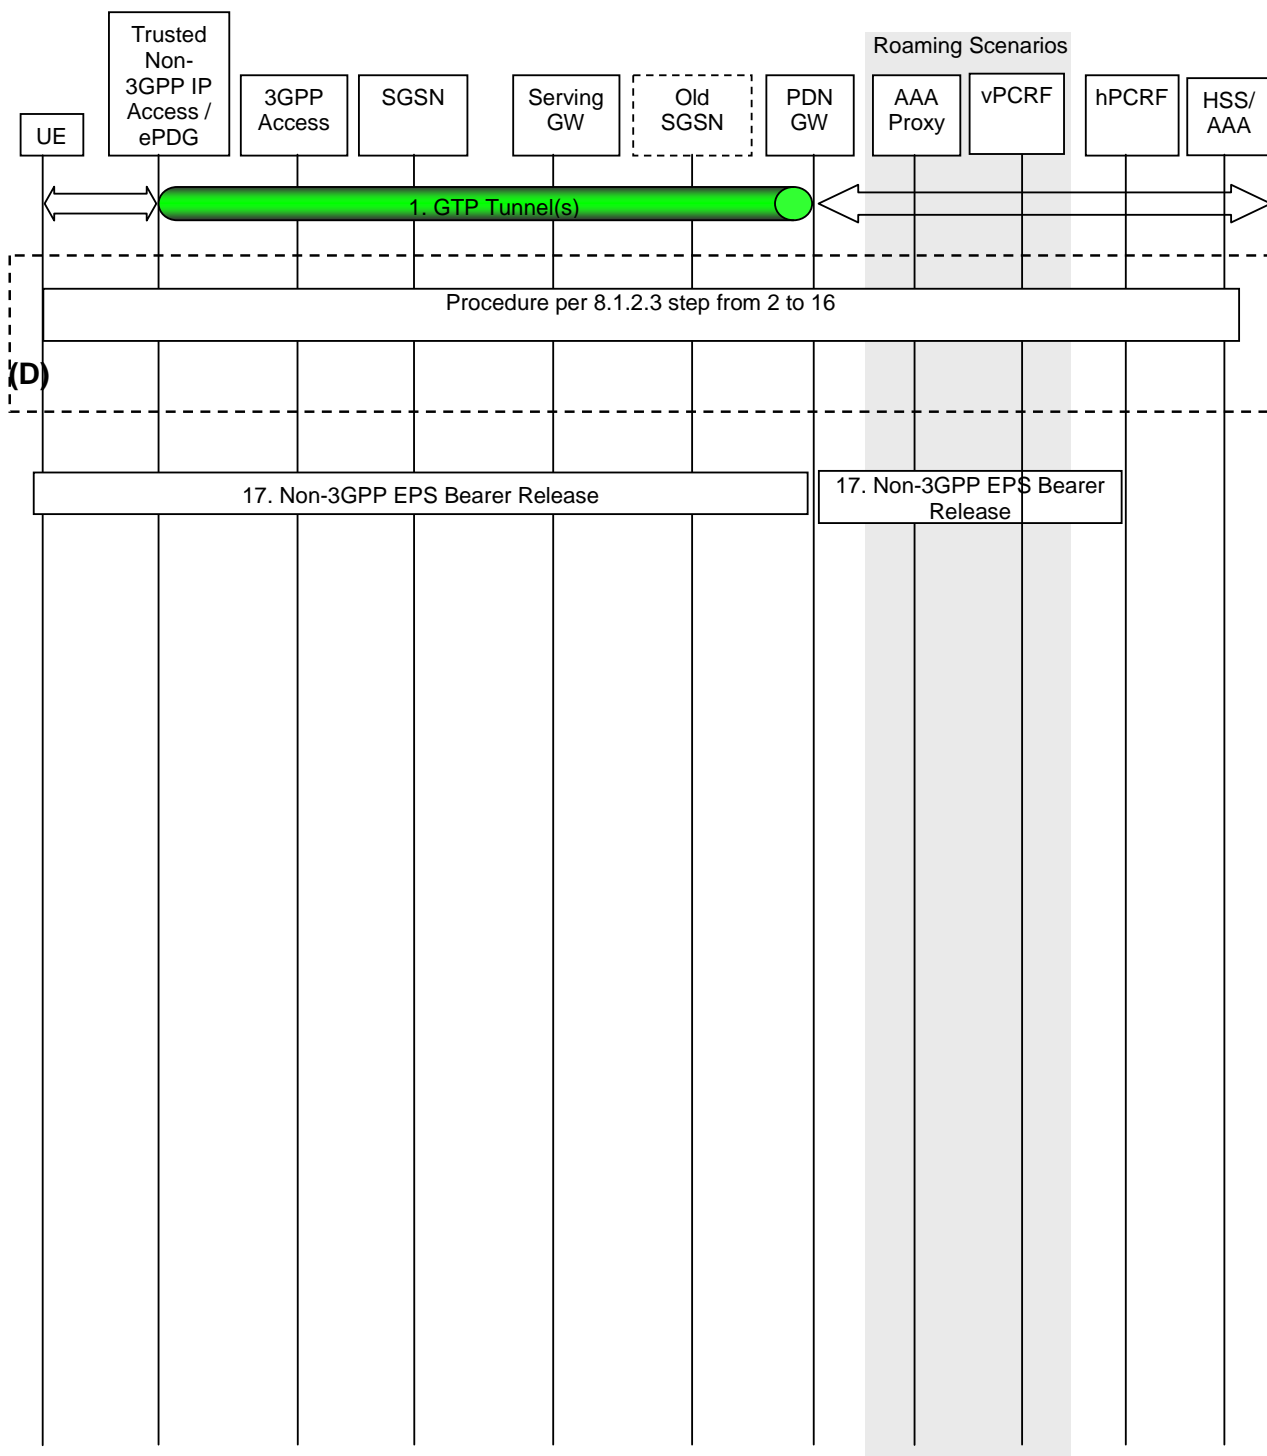 Roaming Scenarios
UE
Trusted
Non-
3GPP IP
Access /
ePDG
3GPP
Access
SGSN
Serving
GW
Old
SGSN
PDN
GW
AAA
Proxy
vPCRF
hPCRF
HSS/
AAA
1. GTP Tunnel(s)
Procedure per 8.1.2.3 step from 2 to 16
(D)
17. Non-3GPP EPS Bearer Release
17. Non-3GPP EPS Bearer
Release